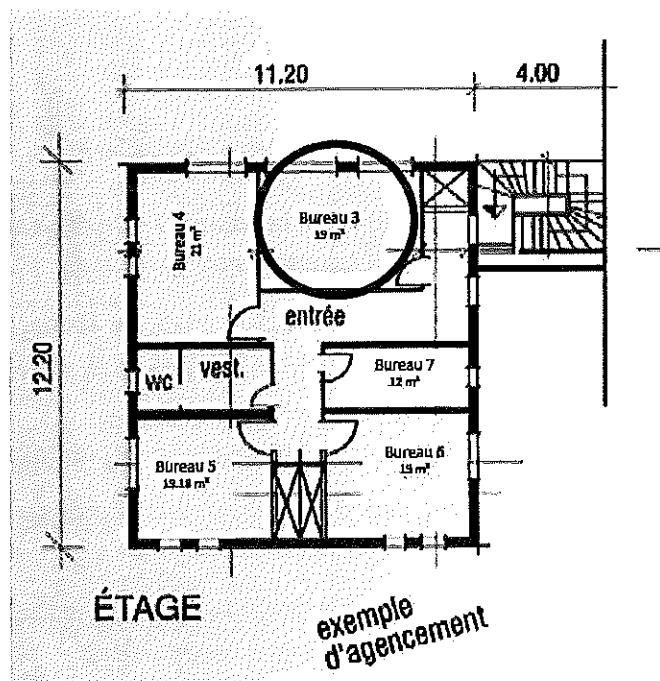 11.20
4.00
12.20
Bureau 4
21 m²
Bureau 3
19 m²
entrée
WC
vest.
Bureau 7
12 m²
Bureau 5
19.18 m²
Bureau 6
19 m²
ÉTAGE
exemple
d'agencement